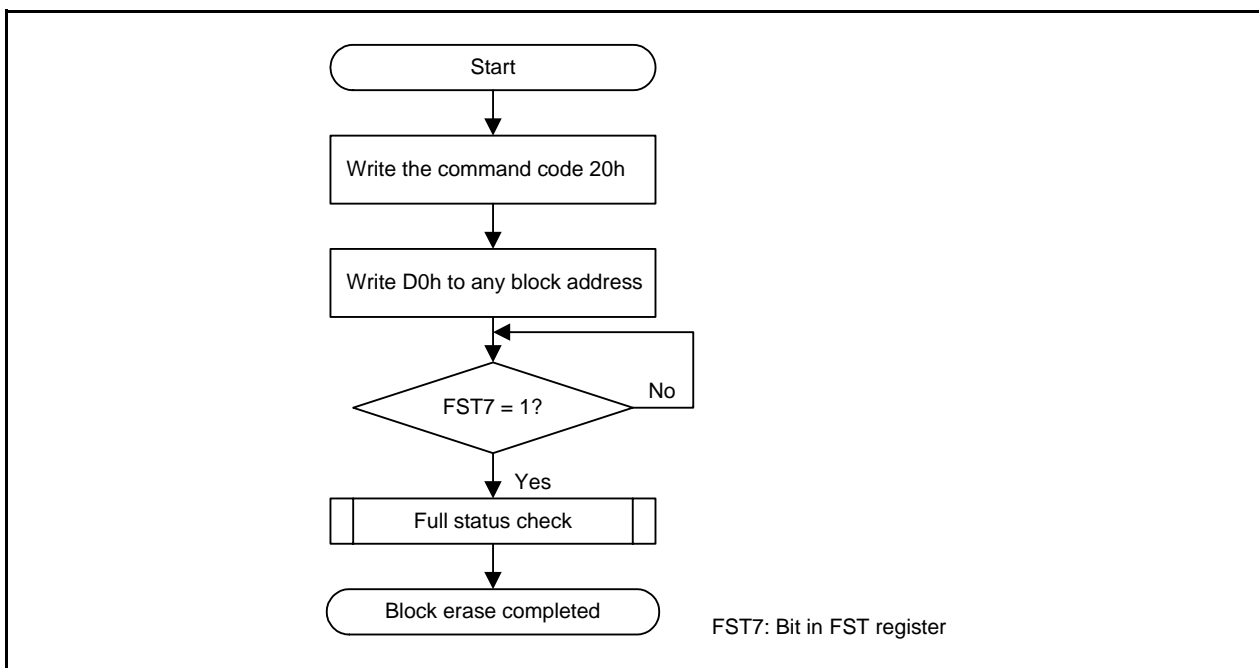 Start
Write the command code 20h
Write D0h to any block address
FST7 = 1?
No
Yes
Full status check
Block erase completed
FST7: Bit in FST register